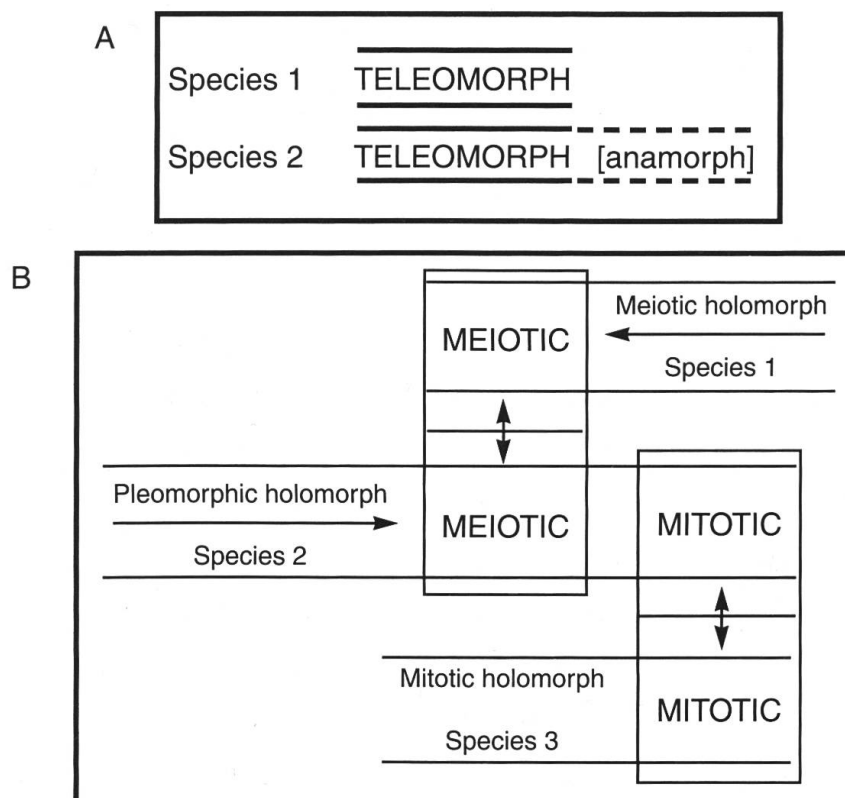 A
Species 1 TELEOMORPH
Species 2 TELEOMORPH [anamorph]
B
Meiotic holomorph
MEIOTIC
Species 1
Pleomorphic holomorph
MEIOTIC MITOTIC
Species 2
Mitotic holomorph
MITOTIC
Species 3